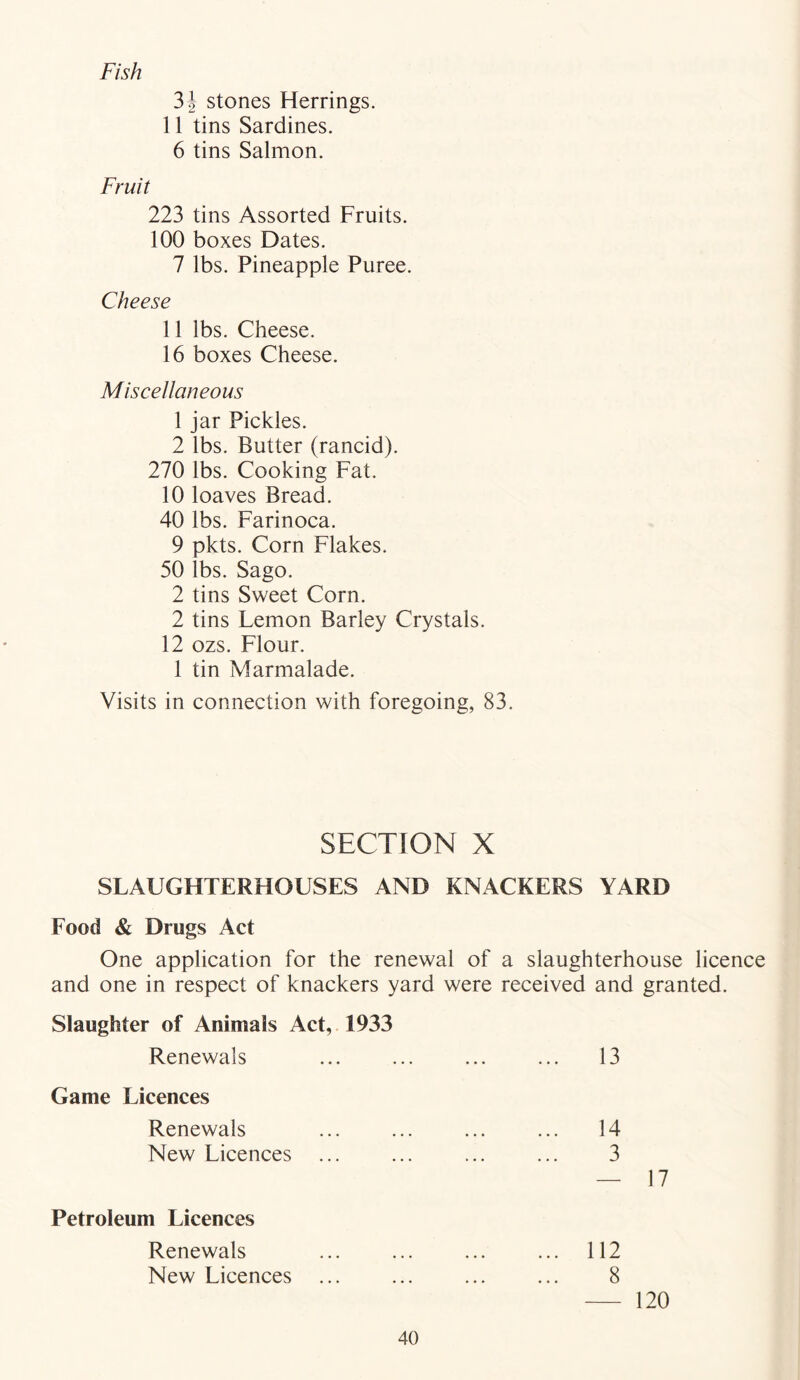 Fish
3½ stones Herrings.
11 tins Sardines.
6 tins Salmon.
Fruit
223 tins Assorted Fruits.
100 boxes Dates.
7 lbs. Pineapple Puree.
Cheese
11 lbs. Cheese.
16 boxes Cheese.
Miscellaneous
1 jar Pickles.
2 lbs. Butter (rancid).
270 lbs. Cooking Fat.
10 loaves Bread.
40 lbs. Farinoca.
9 pkts. Corn Flakes.
50 lbs. Sago.
2 tins Sweet Corn.
2 tins Lemon Barley Crystals.
12 ozs. Flour.
1 tin Marmalade.
Visits in connection with foregoing, 83.
SECTION X
SLAUGHTERHOUSES AND KNACKERS YARD
Food & Drugs Act
One application for the renewal of a slaughterhouse licence
and one in respect of knackers yard were received and granted.
Slaughter of Animals Act, 1933
Renewals ... ... ... ... 13
Game Licences
Renewals ... ... ... ... 14
New Licences ... ... ... ... 3
— 17
Petroleum Licences
Renewals ... ... ... ... 112
New Licences ... ... ... ... 8
— 120
40